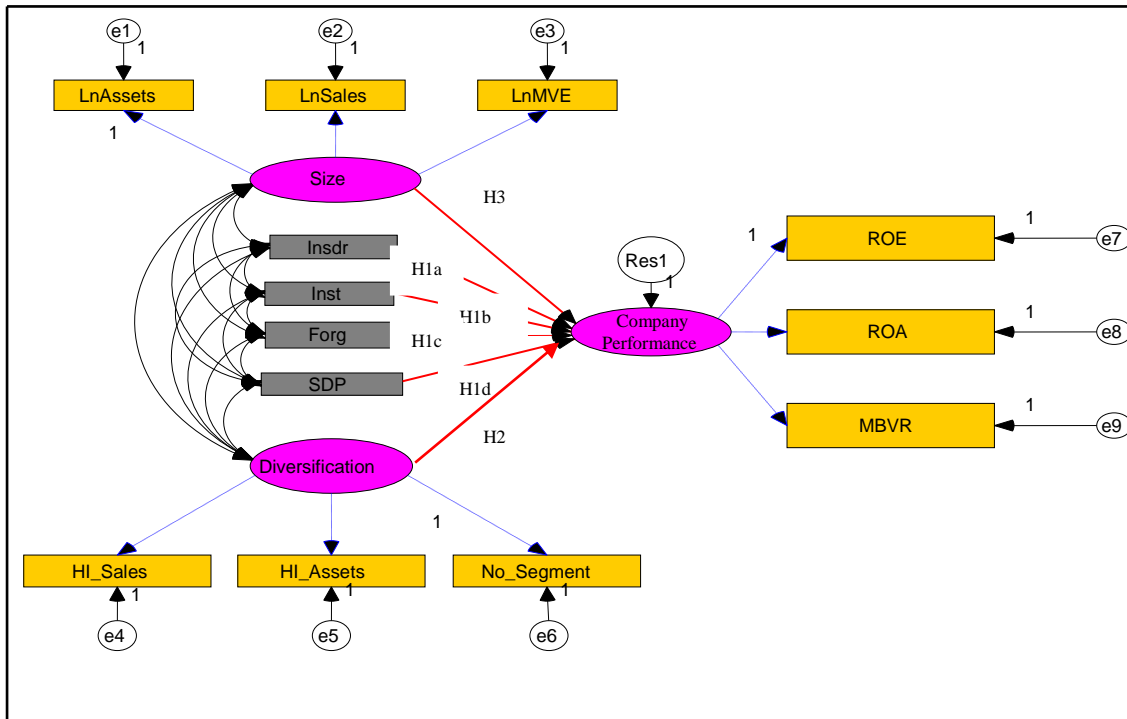 e1
e2
e3
1
1
1
LnAssets
LnSales
LnMVE
1
Size
H3
Insdr
H1a
Inst
H1b
Forg
H1c
SDP
H1d
H2
Diversification
Res1
1
Company
Performance
1
ROE
1
e7
ROA
1
e8
MBVR
1
e9
1
HI_Sales
HI_Assets
No_Segment
1
1
1
e4
e5
e6